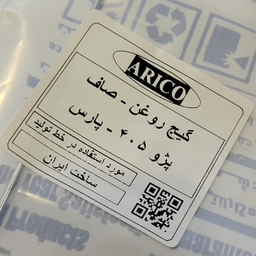 ARICO
گیج روغن - صاف
پژو ۴۰۵ - پارس
مورد استفاده در خط تولید
ساخت ایران